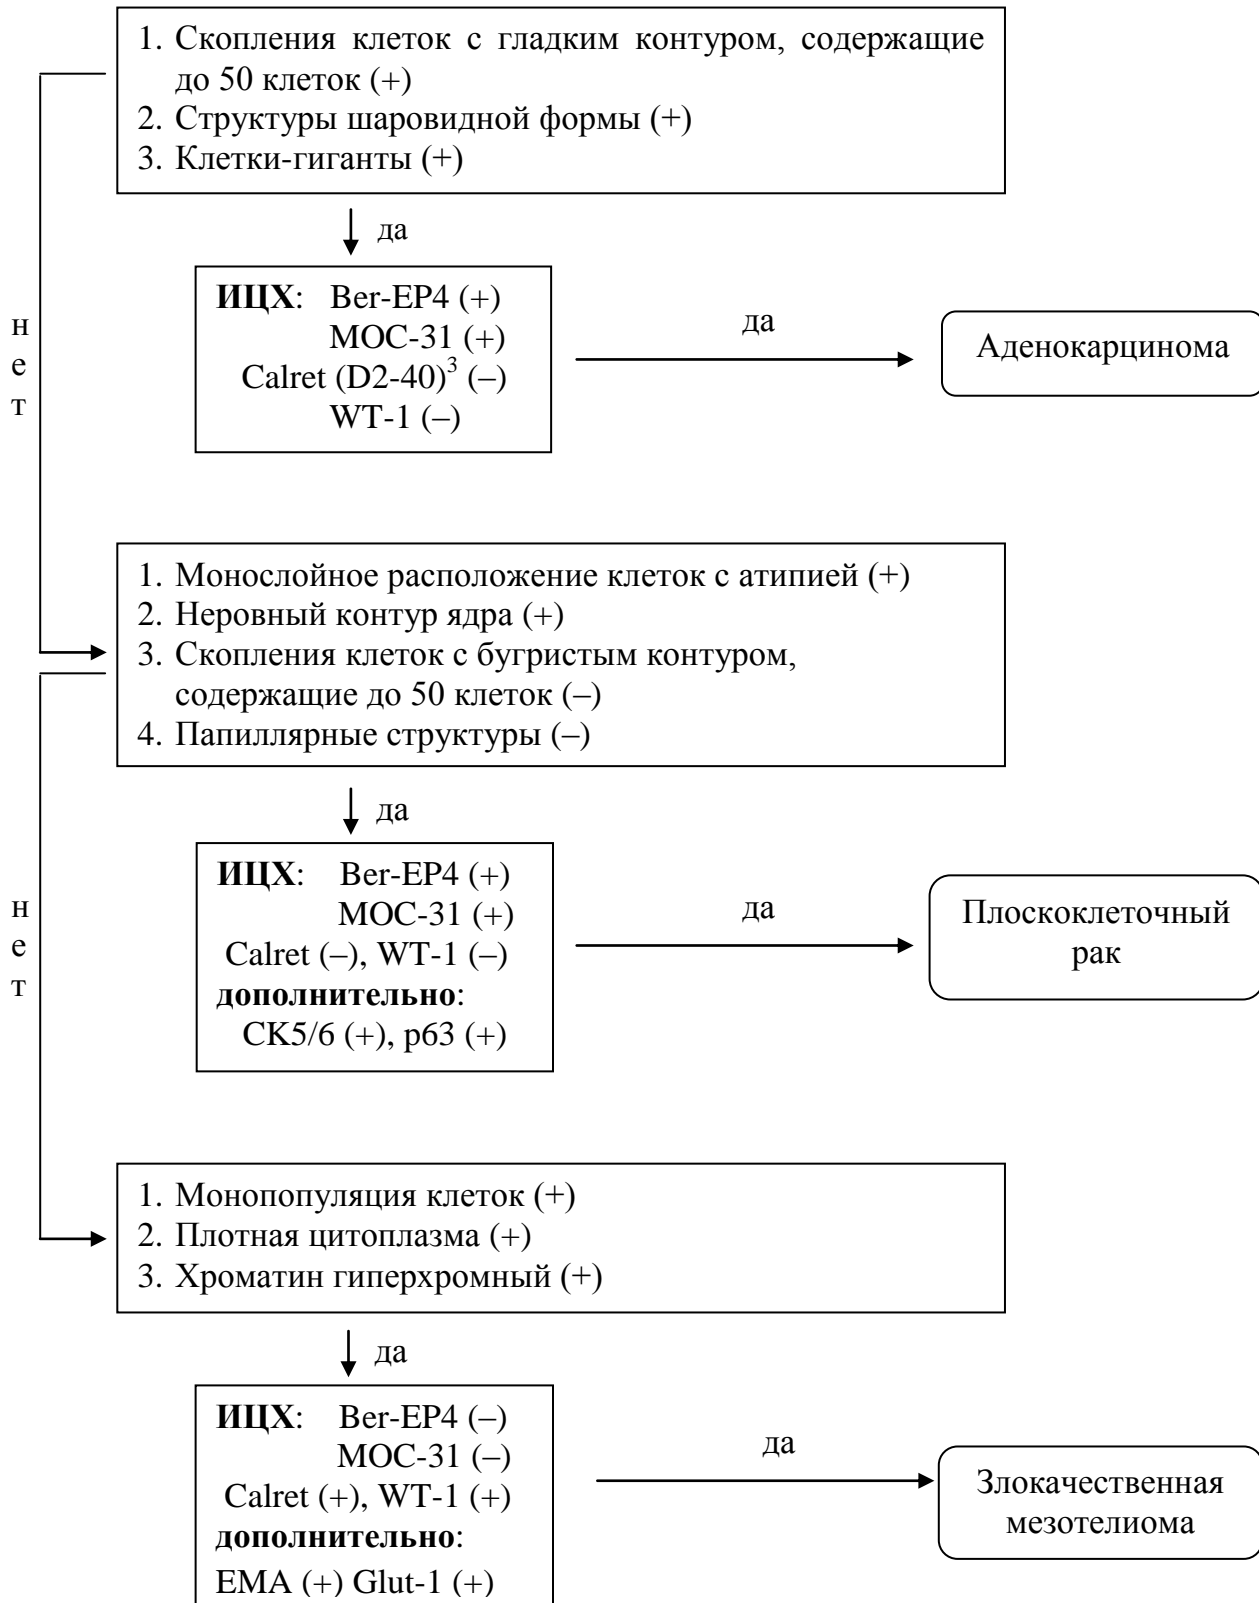 1. Скопления клеток с гладким контуром, содержащие
до 50 клеток (+)
2. Структуры шаровидной формы (+)
3. Клетки-гиганты (+)
да
нет
ИЦХ: Ber-EP4 (+)
MOC-31 (+)
Calret (D2-40)³ (–)
WT-1 (–)
да
Аденокарцинома
1. Монослойное расположение клеток с атипией (+)
2. Неровный контур ядра (+)
3. Скопления клеток с бугристым контуром,
содержащие до 50 клеток (–)
4. Папиллярные структуры (–)
да
нет
ИЦХ: Ber-EP4 (+)
MOC-31 (+)
Calret (–), WT-1 (–)
дополнительно:
CK5/6 (+), p63 (+)
да
Плоскоклеточный
рак
1. Монопопуляция клеток (+)
2. Плотная цитоплазма (+)
3. Хроматин гиперхромный (+)
да
ИЦХ: Ber-EP4 (–)
MOC-31 (–)
Calret (+), WT-1 (+)
дополнительно:
EMA (+) Glut-1 (+)
да
Злокачественная
мезотелиома